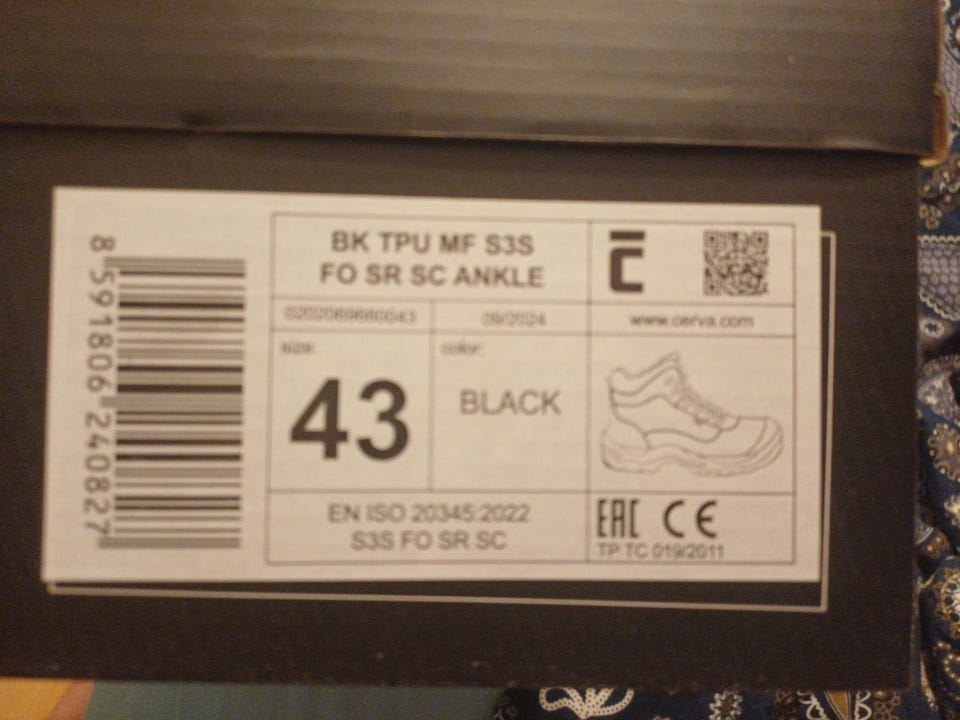 8 591806 240827
BK TPU MF S3S
FO SR SC ANKLE
09/2024
www.cerva.com
size:
color:
43
BLACK
EN ISO 20345:2022
S3S FO SR SC
EAC CE
TP TC 019/2011